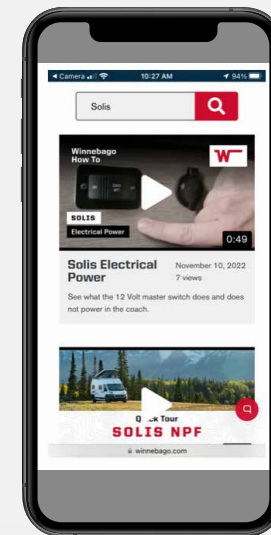 ◀ Camera 10:27 AM 94%
Solis
Winnebago
How To
W
SOLIS
Electrical Power
0:49
Solis Electrical
Power
November 10, 2022
7 views
See what the 12 Volt master switch does and does
not power in the coach.
Tour
SOLIS NPF
winnebago.com